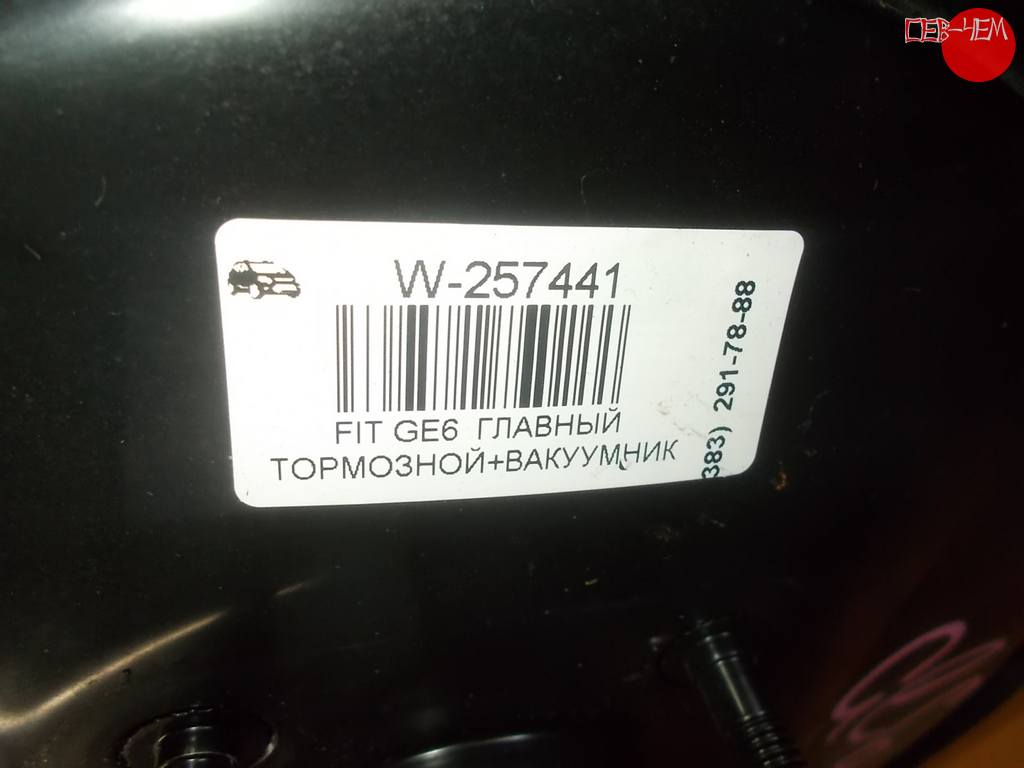 W-257441
FIT GE6 ГЛАВНЫЙ
ТОРМОЗНОЙ+ВАКУУМНИК
383) 291-78-88